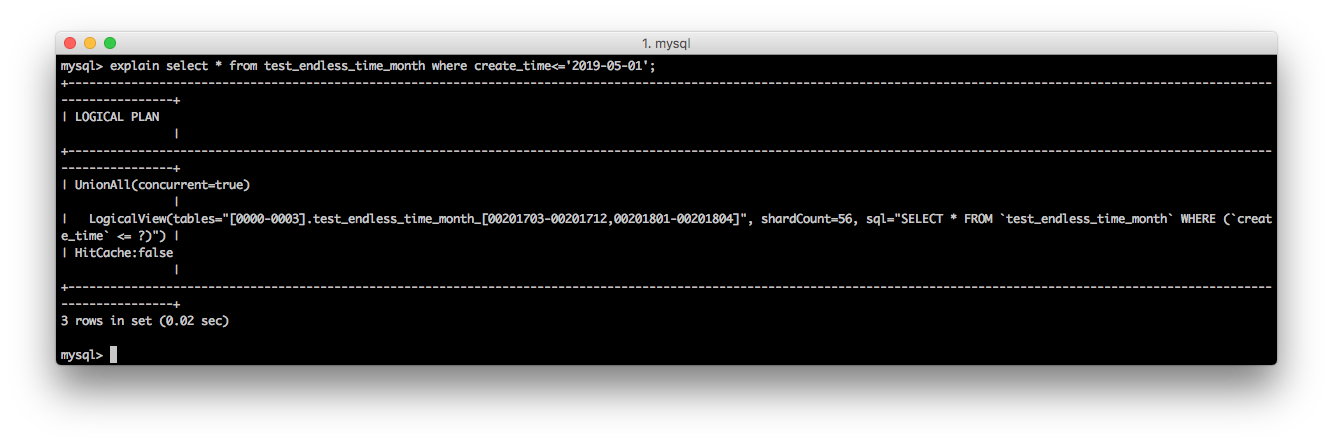 1. mysql
mysql> explain select * from test_endless_time_month where create_time<='2019-05-01';
+----------------------------------------------------------------------------------------------------------------------------------------------------------------------------
----------------+
| LOGICAL PLAN
                |
+----------------------------------------------------------------------------------------------------------------------------------------------------------------------------
----------------+
| UnionAll(concurrent=true)
                |
|   LogicalView(tables="[0000-0003].test_endless_time_month_[00201703-00201712,00201801-00201804]", shardCount=56, sql="SELECT * FROM `test_endless_time_month` WHERE (`creat
e_time` <= ?)") |
| HitCache:false
                |
+----------------------------------------------------------------------------------------------------------------------------------------------------------------------------
----------------+
3 rows in set (0.02 sec)
mysql>